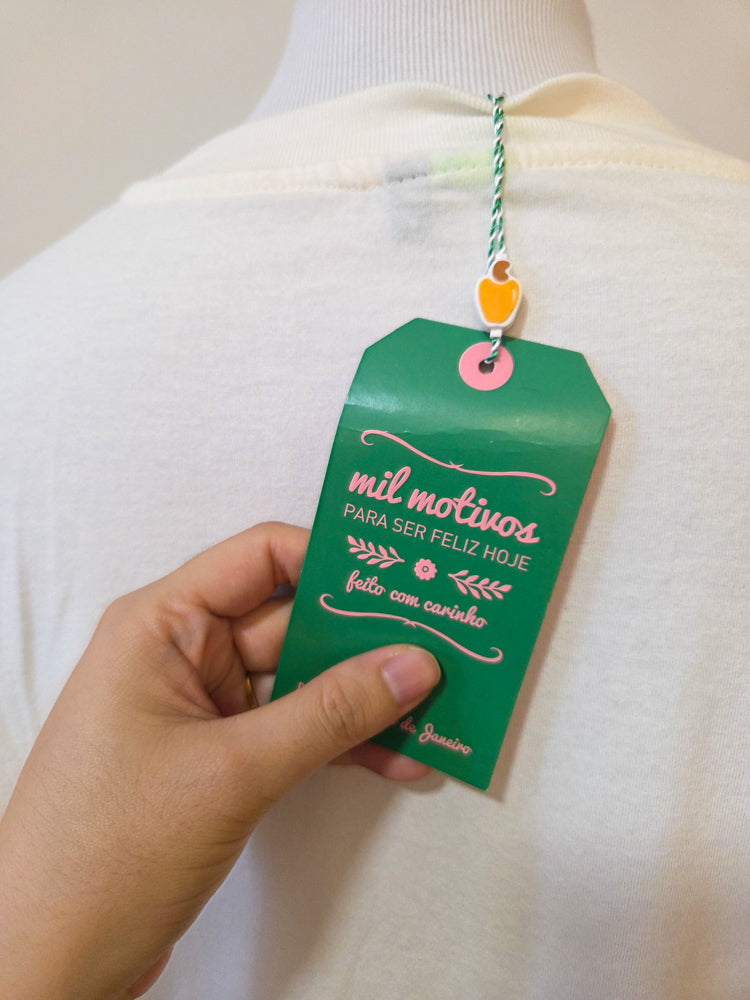 mil motivos
PARA SER FELIZ HOJE
feito com carinho
de Janeiro